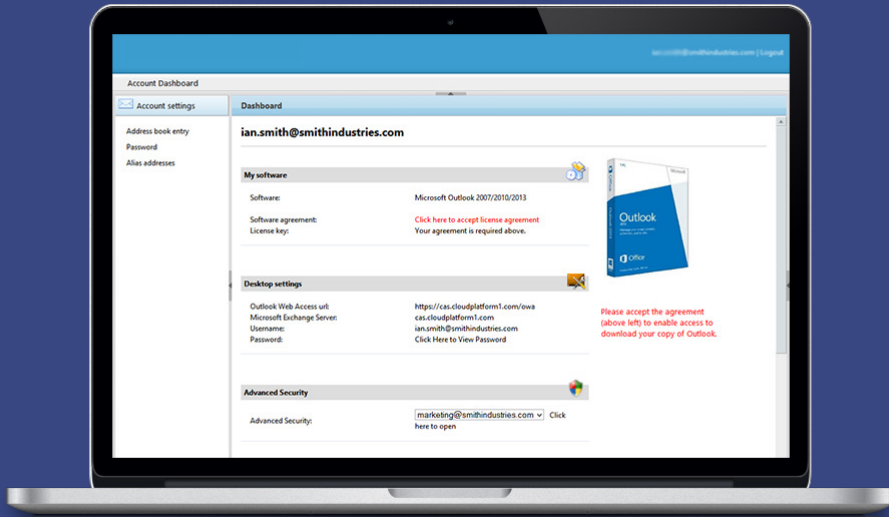 @smithindustries.com | Logout
Account Dashboard
Account settings
Dashboard
Address book entry
Password
Alias addresses
ian.smith@smithindustries.com
My software
Software: Microsoft Outlook 2007/2010/2013
Software agreement: Click here to accept license agreement
License key: Your agreement is required above.
Microsoft
Outlook
Office
Desktop settings
Outlook Web Access url: https://cas.cloudplatform1.com/owa
Microsoft Exchange Server: cas.cloudplatform1.com
Username: ian.smith@smithindustries.com
Password: Click Here to View Password
Please accept the agreement
(above left) to enable access to
download your copy of Outlook.
Advanced Security
Advanced Security: marketing@smithindustries.com Click
here to open